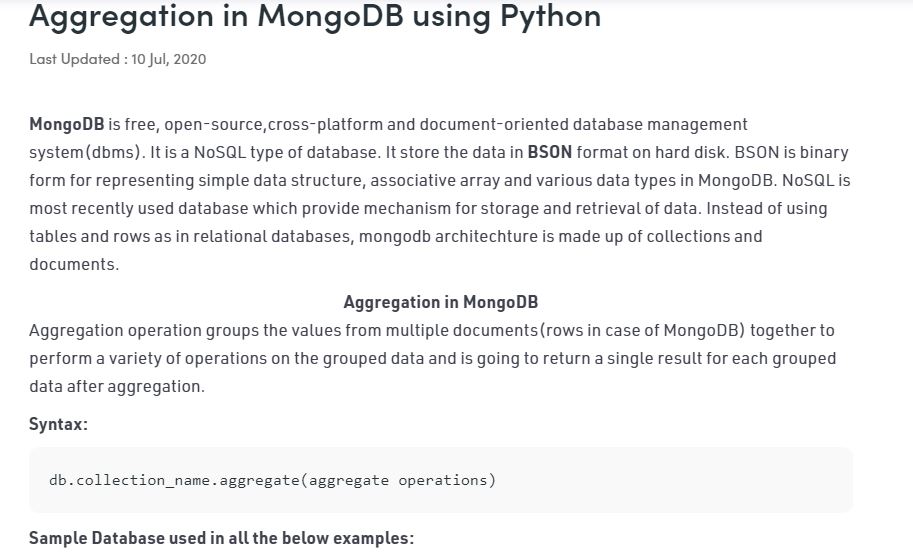 Aggregation in MongoDB using Python
Last Updated : 10 Jul, 2020
MongoDB is free, open-source,cross-platform and document-oriented database management
system(dbms). It is a NoSQL type of database. It store the data in BSON format on hard disk. BSON is binary
form for representing simple data structure, associative array and various data types in MongoDB. NoSQL is
most recently used database which provide mechanism for storage and retrieval of data. Instead of using
tables and rows as in relational databases, mongodb architechture is made up of collections and
documents.
Aggregation in MongoDB
Aggregation operation groups the values from multiple documents(rows in case of MongoDB) together to
perform a variety of operations on the grouped data and is going to return a single result for each grouped
data after aggregation.
Syntax:
db.collection_name.aggregate(aggregate operations)
Sample Database used in all the below examples: